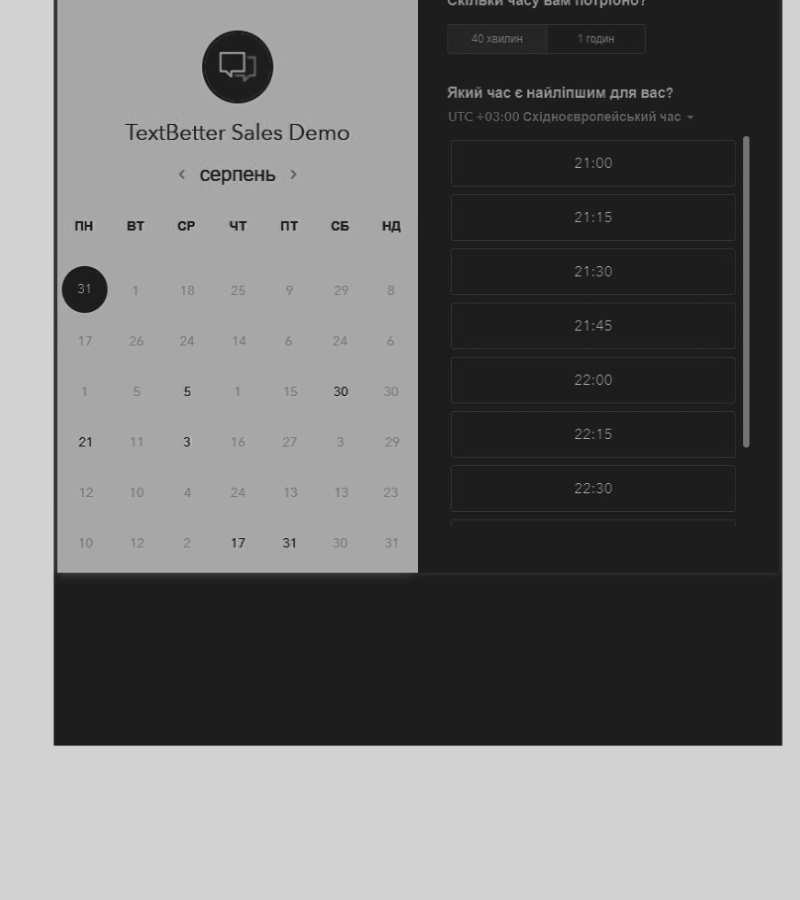 TextBetter Sales Demo
серпень
ПН ВТ СР ЧТ ПТ СБ НД
31 1 18 25 9 29 8
17 26 24 14 6 24 6
1 5 5 1 15 30 30
21 11 3 16 27 3 29
12 10 4 24 13 13 23
10 12 2 17 31 30 31
Скільки часу вам потрібно?
40 хвилин 1 годин
Який час є найліпшим для вас?
UTC +03:00 Східноєвропейський час
21:00
21:15
21:30
21:45
22:00
22:15
22:30